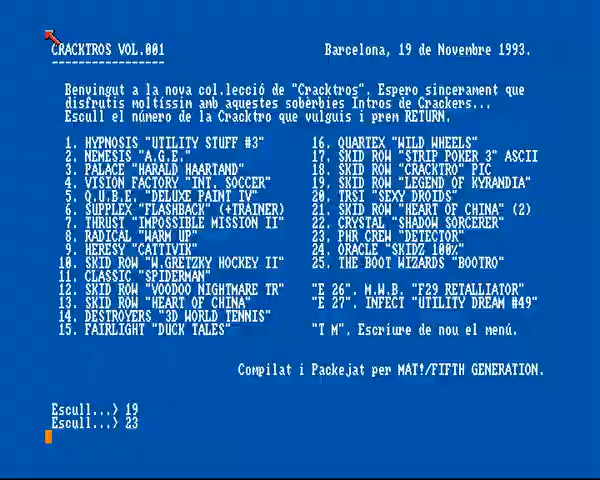 CRACKTROS VOL.001 Barcelona, 19 de Novembre 1993.
-----------------
Benvingut a la nova col.lecció de "Cracktros". Espero sincerament que
disfrutis moltíssim amb aquestes sobèrbies Intros de Crackers...
Escull el número de la Cracktro que vulguis i prem RETURN.
1. HYPNOSIS "UTILITY STUFF #3" 16. QUARTEX "WILD WHEELS"
2. NEMESIS "A.G.E." 17. SKID ROW "STRIP POKER 3" ASCII
3. PALACE "HARALD HAARTAND" 18. SKID ROW "CRACKTRO" PIC
4. VISION FACTORY "INT. SOCCER" 19. SKID ROW "LEGEND OF KYRANDIA"
5. Q.U.B.E. "DELUXE PAINT IV" 20. TRSI "SEXY DROIDS"
6. SUPPLEX "FLASHBACK" (+TRAINER) 21. SKID ROW "HEART OF CHINA" (2)
7. THRUST "IMPOSSIBLE MISSION II" 22. CRYSTAL "SHADOW SORCERER"
8. RADICAL "WARM UP" 23. PHR CREW "DETECTOR"
9. HERESY "CATTIVIK" 24. ORACLE "SKIDZ 100%"
10. SKID ROW "W.GRETZKY HOCKEY II" 25. THE BOOT WIZARDS "BOOTRO"
11. CLASSIC "SPIDERMAN"
12. SKID ROW "VOODOO NIGHTMARE TR" "E 26". M.W.B. "F29 RETALLIATOR"
13. SKID ROW "HEART OF CHINA" "E 27". INFECT "UTILITY DREAM #49"
14. DESTROYERS "3D WORLD TENNIS"
15. FAIRLIGHT "DUCK TALES" "T M". Escriure de nou el menú.
Compilat i Packejat per MAT!/FIFTH GENERATION.
Escull...> 19
Escull...> 23